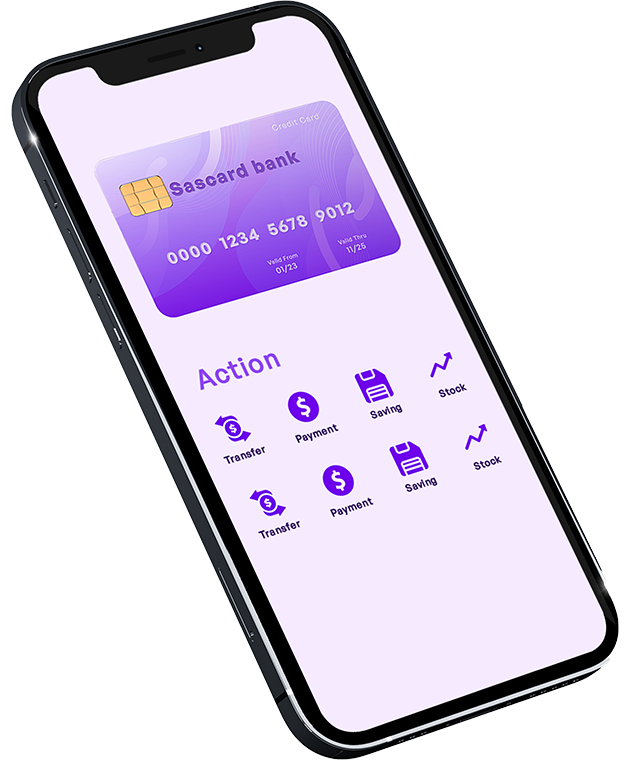 Credit Card
Sascard bank
0000 1234 5678 9012
Valid From
01/23
Valid Thru
11/25
Action
Transfer
Payment
Saving
Stock
Transfer
Payment
Saving
Stock